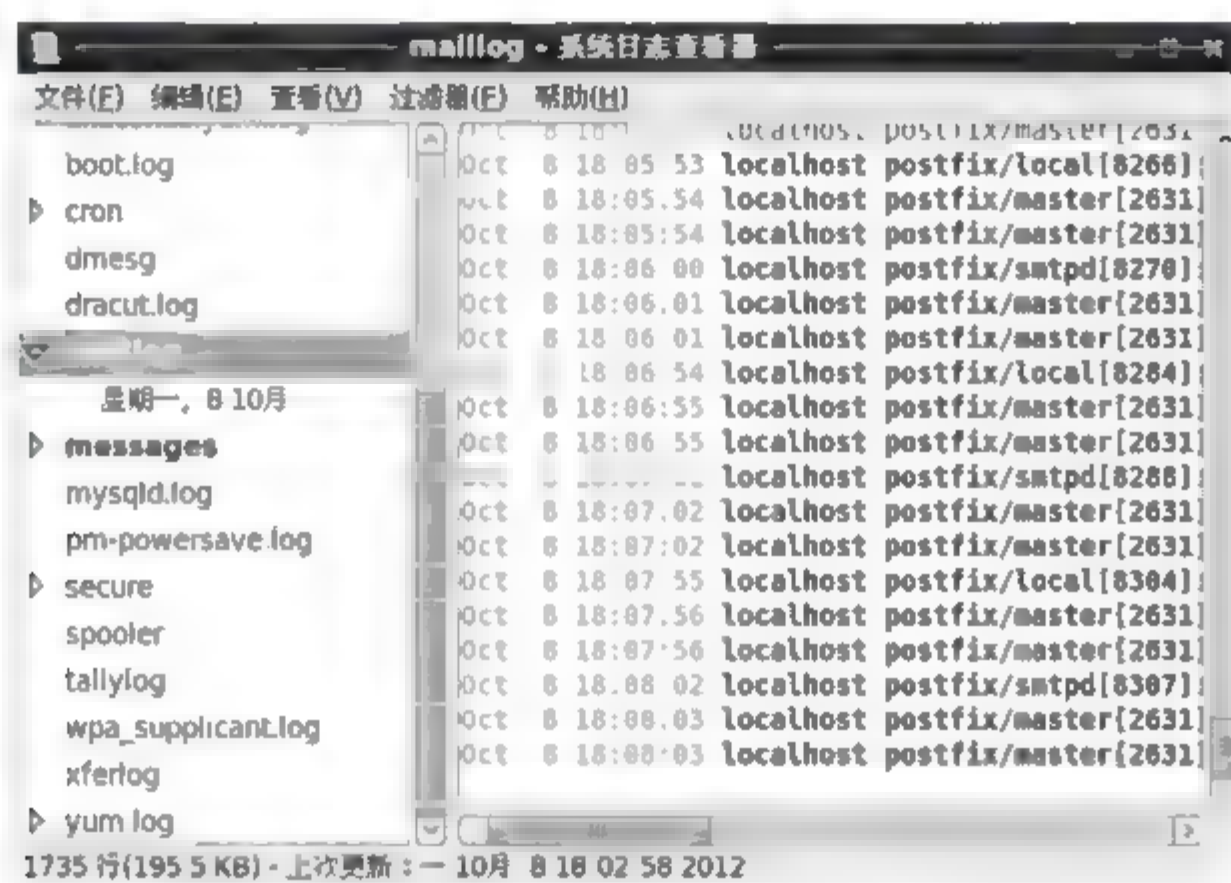 maillog - 系统日志查看器
文件(F) 编辑(E) 查看(V) 过滤器(F) 帮助(H)
boot.log
cron
dmesg
dracut.log
星期一, 8 10月
messages
mysqld.log
pm-powersave.log
secure
spooler
tallylog
wpa_supplicant.log
xferlog
yum log
localhost postfix/master[2631
Oct 8 18 05 53 localhost postfix/local[8266]:
Oct 8 18:05.54 localhost postfix/master[2631]
Oct 8 18:05:54 localhost postfix/master[2631]
Oct 8 18:06 00 localhost postfix/smtpd[8270]:
Oct 8 18:06.01 localhost postfix/master[2631]
Oct 8 18 06 01 localhost postfix/master[2631]
18 06 54 localhost postfix/local[8284]:
Oct 8 18:06:55 localhost postfix/master[2631]
Oct 8 18:06 55 localhost postfix/master[2631]
localhost postfix/smtpd[8288]:
Oct 8 18:07.02 localhost postfix/master[2631]
Oct 8 18:07:02 localhost postfix/master[2631]
Oct 8 18 07 55 localhost postfix/local[8304]:
Oct 8 18:07.56 localhost postfix/master[2631]
Oct 8 18:07:56 localhost postfix/master[2631]
Oct 8 18.08 02 localhost postfix/smtpd[8307]:
Oct 8 18:08.03 localhost postfix/master[2631]
Oct 8 18:08:03 localhost postfix/master[2631]
1735 行(195 5 KB) - 上次更新 : 一 10月 8 18 02 58 2012